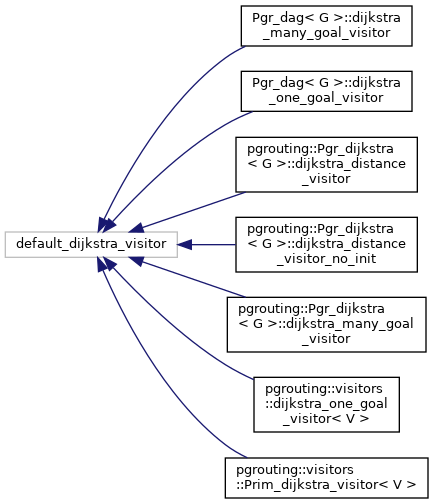 Pgr_dag< G >::dijkstra
_many_goal_visitor
Pgr_dag< G >::dijkstra
_one_goal_visitor
pgrouting::Pgr_dijkstra
< G >::dijkstra_distance
_visitor
default_dijkstra_visitor
pgrouting::Pgr_dijkstra
< G >::dijkstra_distance
_visitor_no_init
pgrouting::Pgr_dijkstra
< G >::dijkstra_many_goal
_visitor
pgrouting::visitors
::dijkstra_one_goal
_visitor< V >
pgrouting::visitors
::Prim_dijkstra_visitor< V >